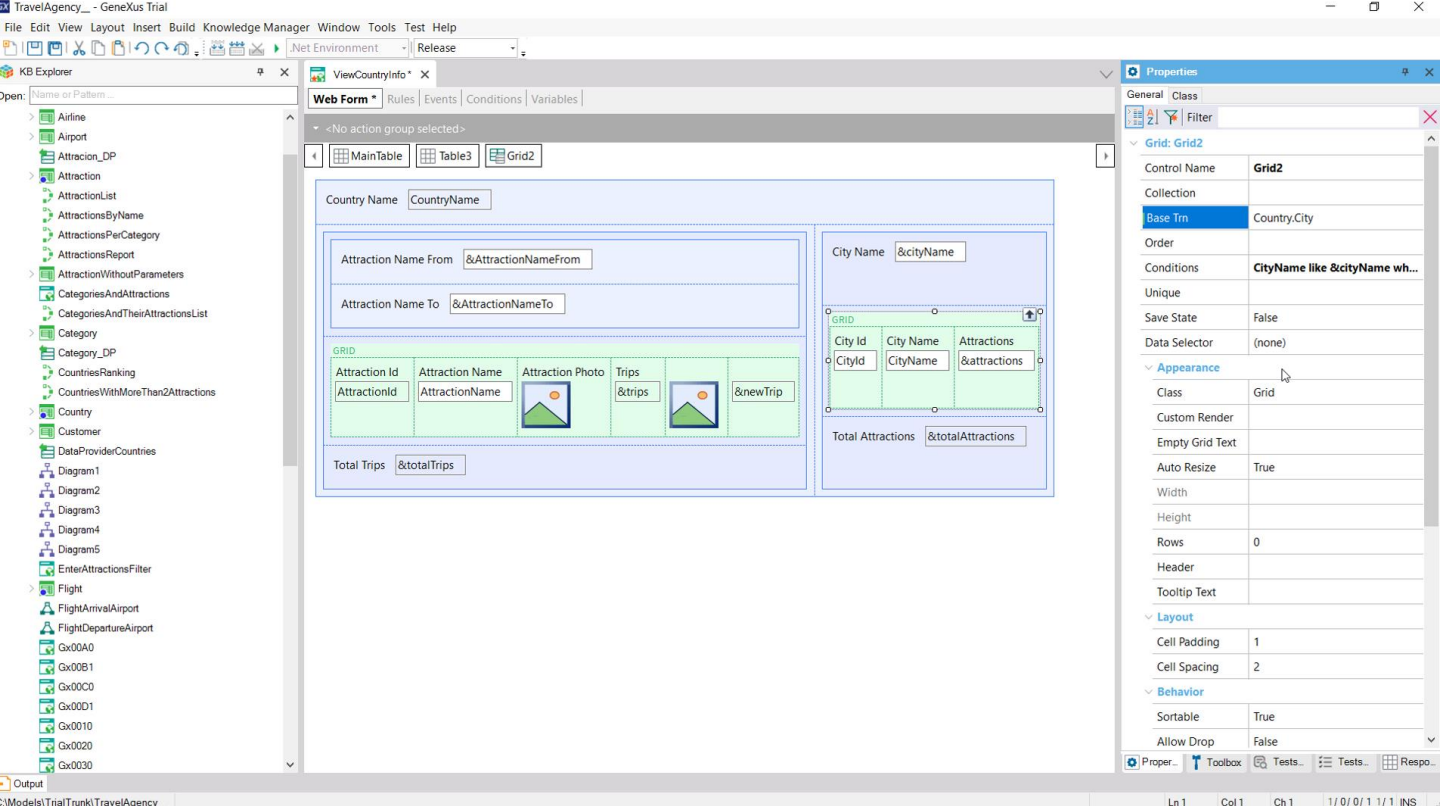 GX TravelAgency__ - GeneXus Trial
File Edit View Layout Insert Build Knowledge Manager Window Tools Test Help
.Net Environment Release
KB Explorer
Open: Name or Pattern...
Airline
Airport
Attracion_DP
Attraction
AttractionList
AttractionsByName
AttractionsPerCategory
AttractionsReport
AttractionWithoutParameters
CategoriesAndAttractions
CategoriesAndTheirAttractionsList
Category
Category_DP
CountriesRanking
CountriesWithMoreThan2Attractions
Country
Customer
DataProviderCountries
Diagram1
Diagram2
Diagram3
Diagram4
Diagram5
EnterAttractionsFilter
Flight
FlightArrivalAirport
FlightDepartureAirport
Gx00A0
Gx00B1
Gx00C0
Gx00D1
Gx0010
Gx0020
Gx0030
Output
C:\Models\TrialTrunk\TravelAgency
ViewCountryInfo *
Web Form * Rules Events Conditions Variables
<No action group selected>
MainTable Table3 Grid2
Country Name CountryName
Attraction Name From &AttractionNameFrom
Attraction Name To &AttractionNameTo
GRID
Attraction Id Attraction Name Attraction Photo Trips
AttractionId AttractionName &trips &newTrip
Total Trips &totalTrips
City Name &cityName
GRID
City Id City Name Attractions
CityId CityName &attractions
Total Attractions &totalAttractions
Properties
General Class
Filter
Grid: Grid2
Control Name Grid2
Collection
Base Trn Country.City
Order
Conditions CityName like &cityName wh...
Unique
Save State False
Data Selector (none)
Appearance
Class Grid
Custom Render
Empty Grid Text
Auto Resize True
Width
Height
Rows 0
Header
Tooltip Text
Layout
Cell Padding 1
Cell Spacing 2
Behavior
Sortable True
Allow Drop False
Proper... Toolbox Tests... Tests... Respo...
Ln 1 Col 1 Ch 1 1/0/0/1 1/1 INS